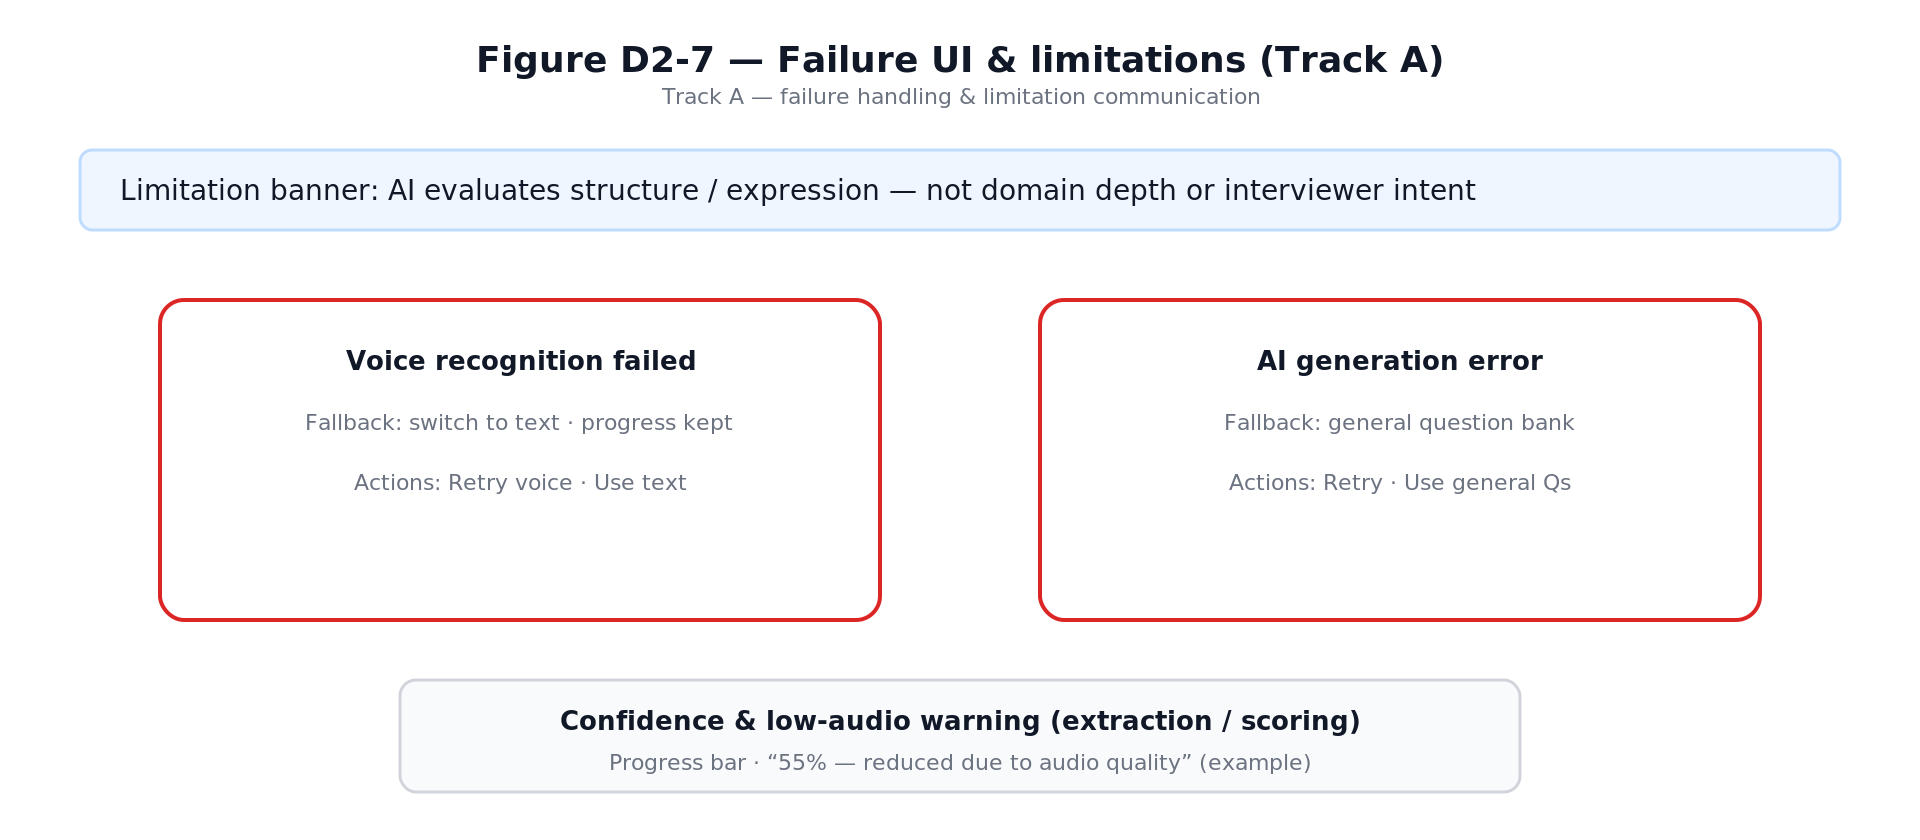 Figure D2-7 — Failure UI & limitations (Track A)
Track A — failure handling & limitation communication
Limitation banner: AI evaluates structure / expression — not domain depth or interviewer intent
Voice recognition failed
Fallback: switch to text · progress kept
Actions: Retry voice · Use text
AI generation error
Fallback: general question bank
Actions: Retry · Use general Qs
Confidence & low-audio warning (extraction / scoring)
Progress bar · “55% — reduced due to audio quality” (example)